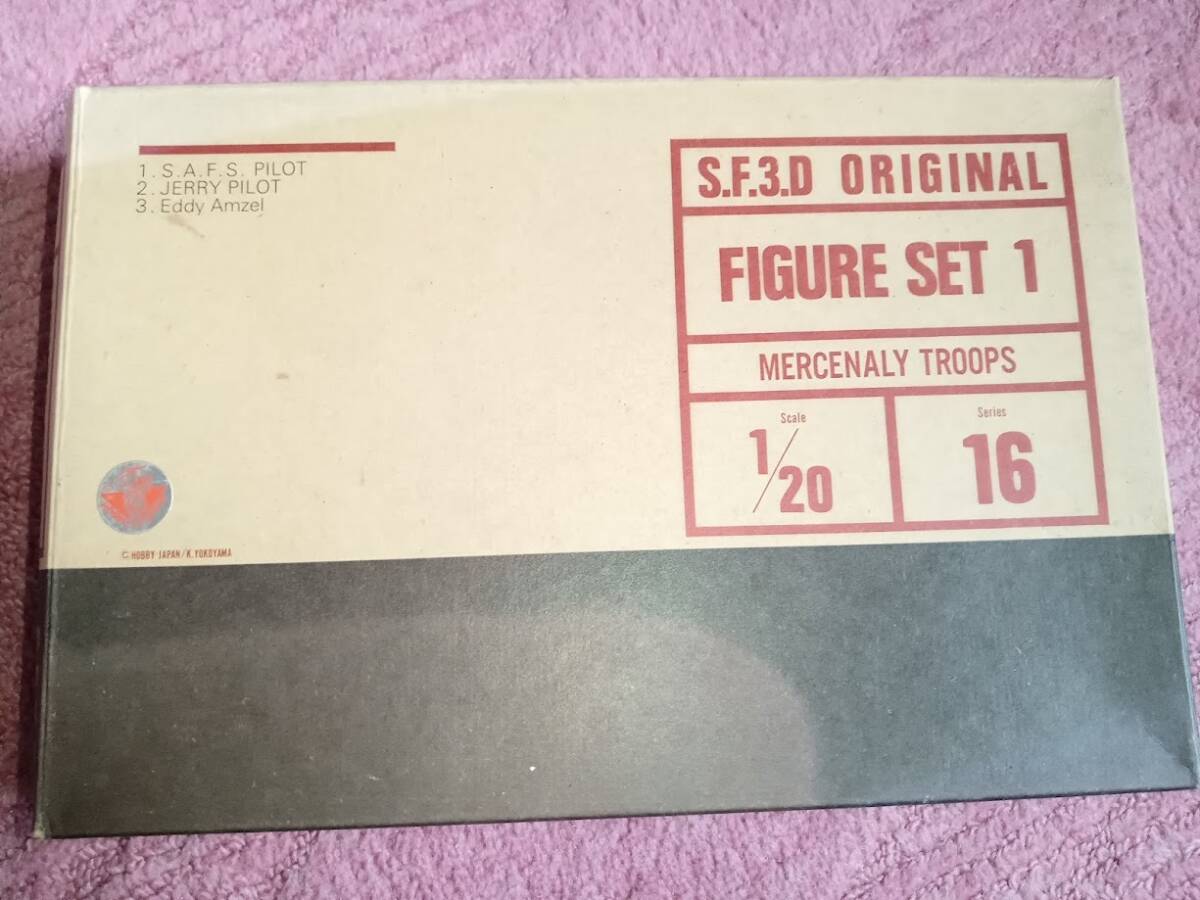 1. S.A.F.S. PILOT
2. JERRY PILOT
3. Eddy Amzel
S.F.3.D ORIGINAL
FIGURE SET 1
MERCENALY TROOPS
Scale
1/20
Series
16
© HOBBY JAPAN/K.YOKOYAMA